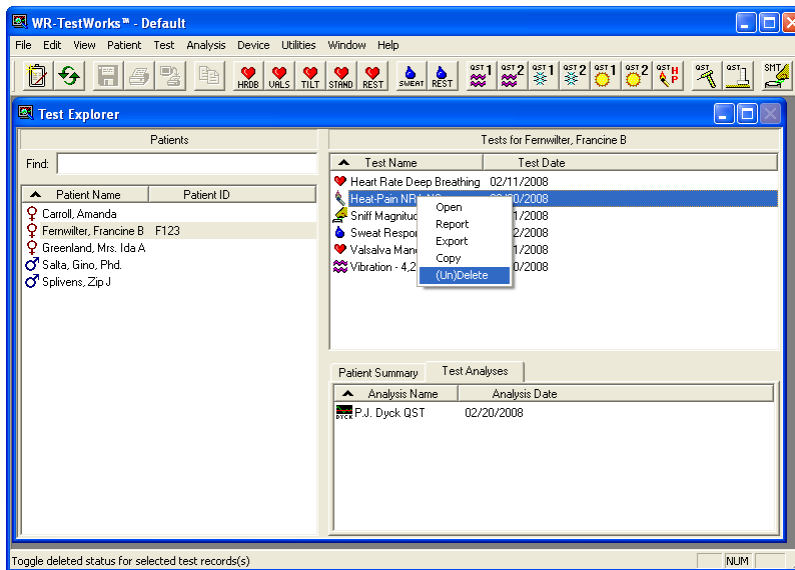 WR-TestWorks™ - Default
File Edit View Patient Test Analysis Device Utilities Window Help
HRDB VALS TILT STAND REST SWEAT REST QST 1 QST 2 QST 1 QST 2 QST 1 QST 2 QST H P QST QST SMT
Test Explorer
Patients
Tests for Fernwilter, Francine B
Find:
Test Name Test Date
Heart Rate Deep Breathing 02/11/2008
Patient Name Patient ID
Carroll, Amanda
Fernwilter, Francine B F123
Greenland, Mrs. Ida A
Salta, Gino, Phd.
Splivens, Zip J
Heat-Pain
Sniff
Sweat
Valsalva
Vibration - 4,2
Open
Report
Export
Copy
(Un)Delete
Patient Summary Test Analyses
Analysis Name Analysis Date
DYCK P.J. Dyck QST 02/20/2008
Toggle deleted status for selected test records(s)
NUM